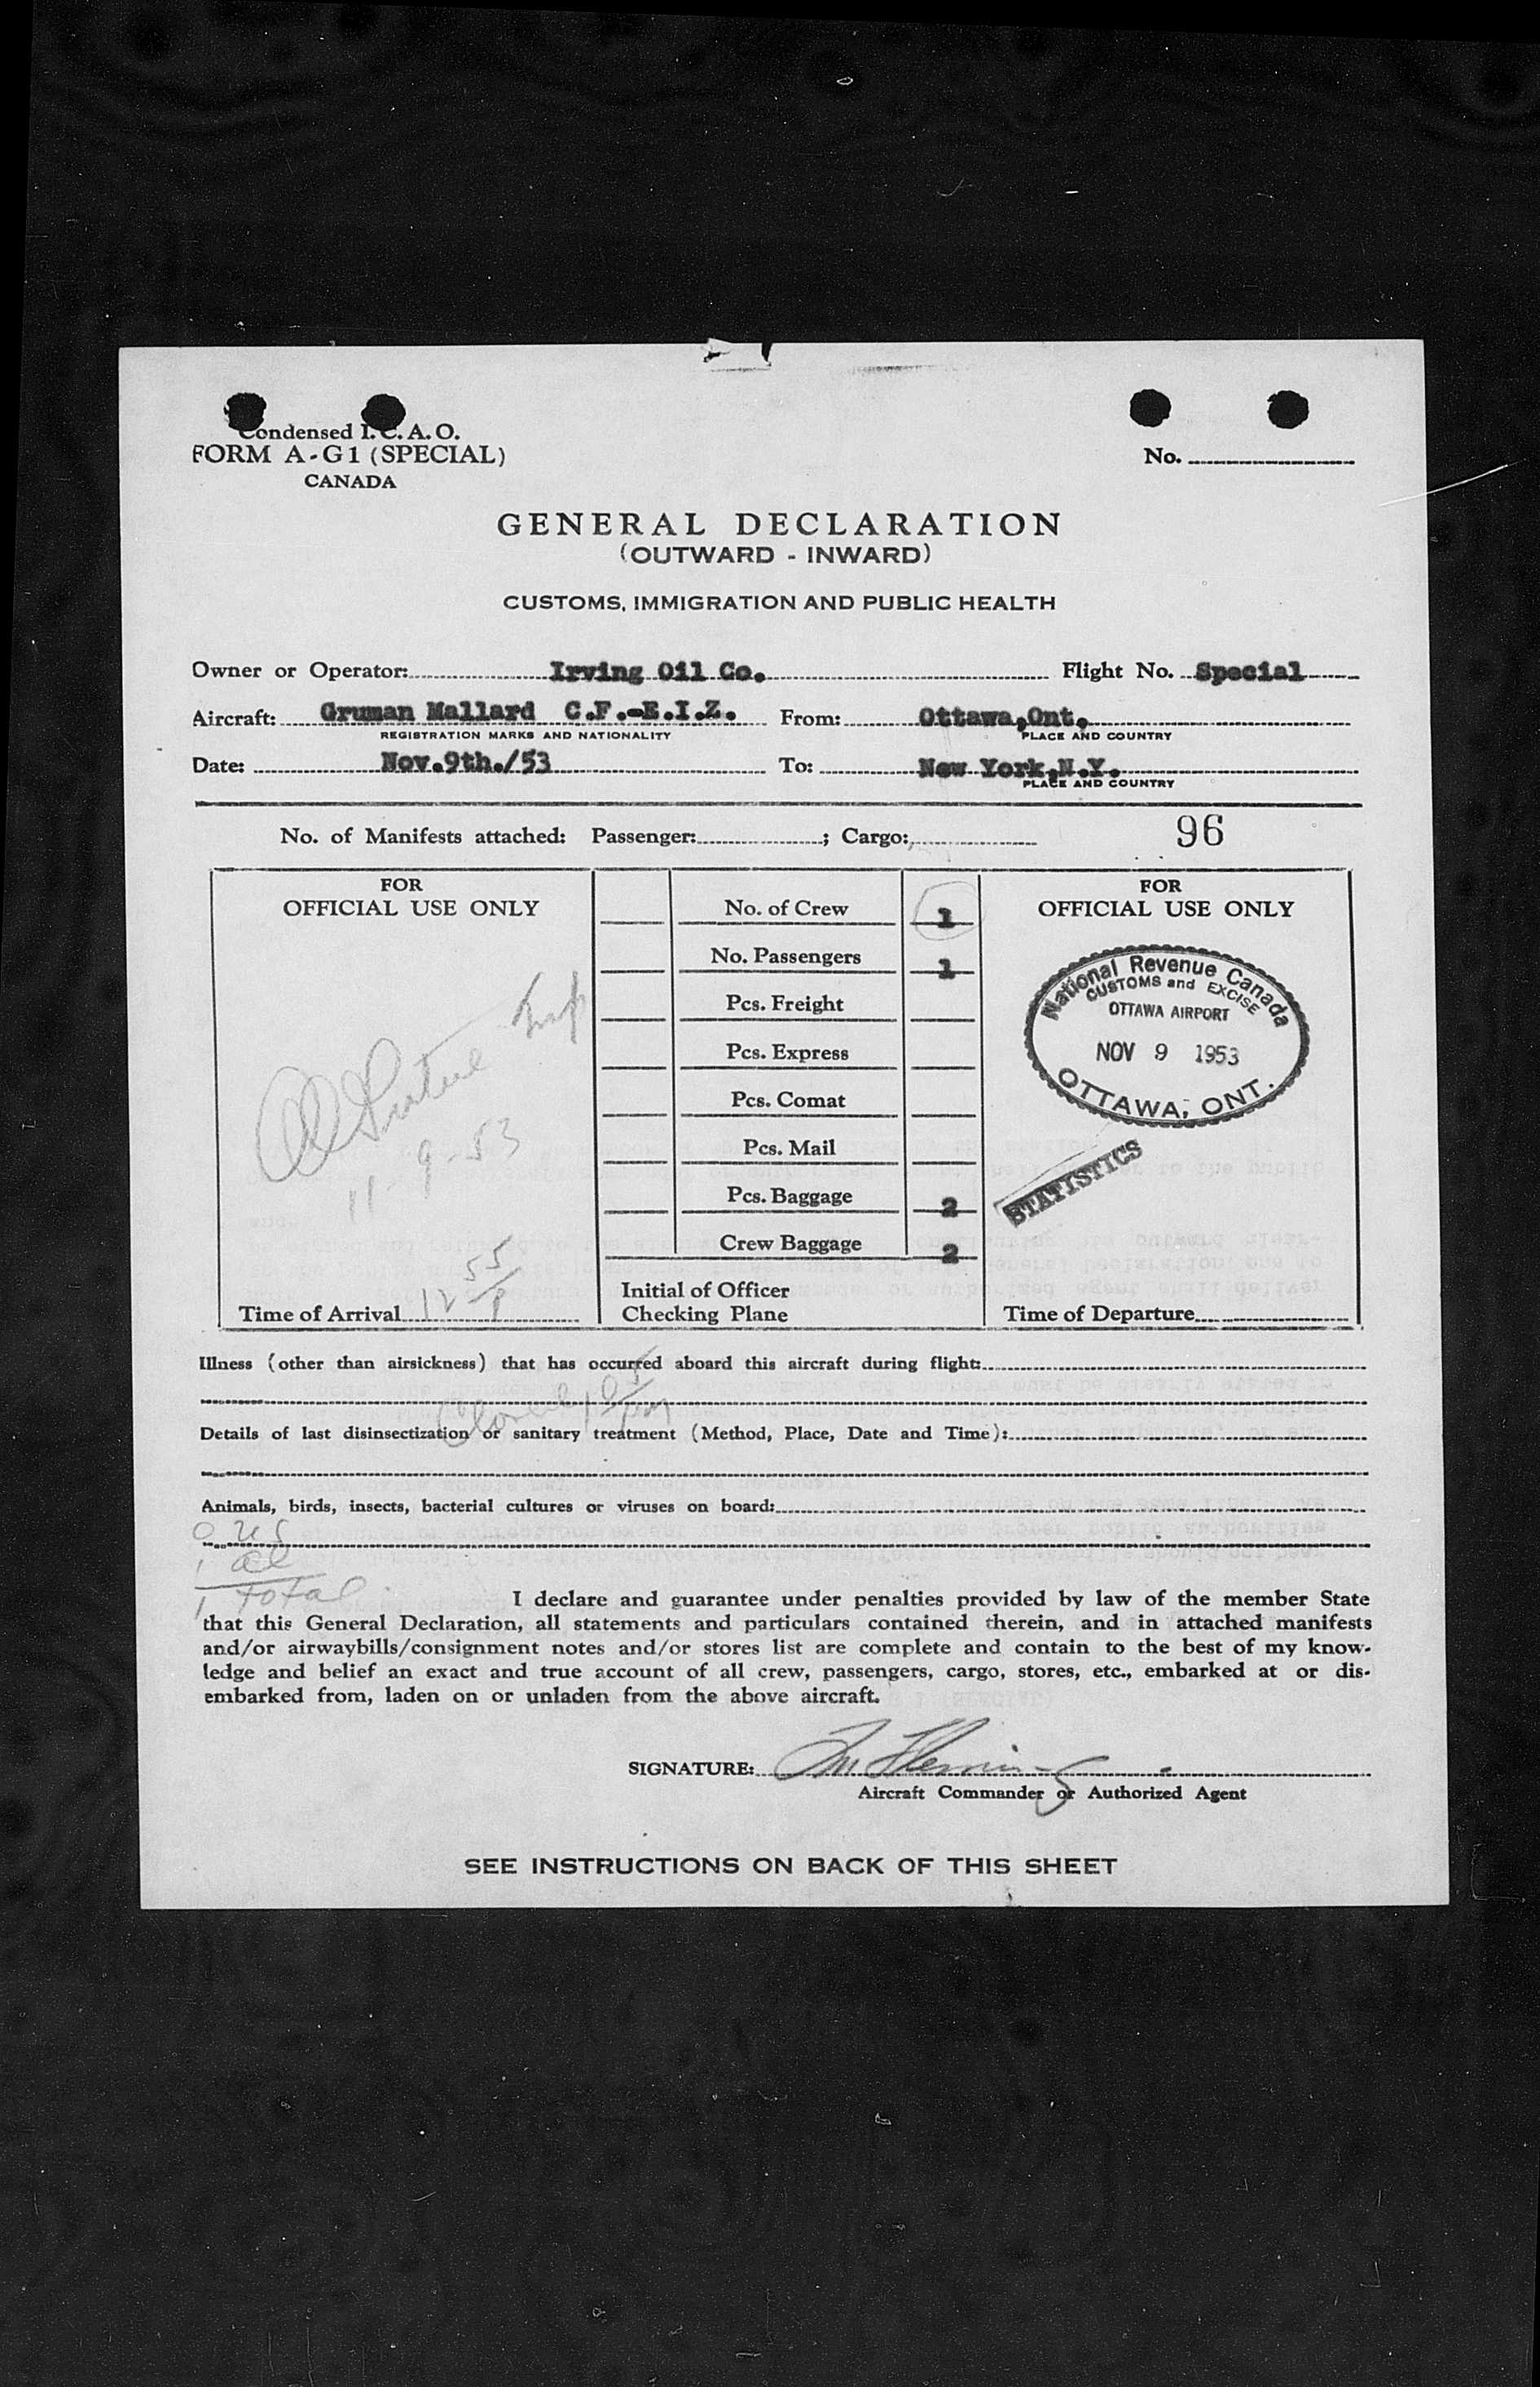 Condensed I.C.A.O.
FORM A-G1 (SPECIAL)
CANADA
No.
GENERAL DECLARATION
(OUTWARD - INWARD)
CUSTOMS, IMMIGRATION AND PUBLIC HEALTH
Owner or Operator: Irving Oil Co. Flight No. Special
Aircraft: Gruman Mallard C.F.-E.I.Z. From: Ottawa,Ont.
REGISTRATION MARKS AND NATIONALITY PLACE AND COUNTRY
Date: Nov.9th./53 To: New York,N.Y.
PLACE AND COUNTRY
No. of Manifests attached: Passenger: ; Cargo: 96
FOR
OFFICIAL USE ONLY
11 9-53
Time of Arrival 12 55/P
No. of Crew 1
No. Passengers 1
Pcs. Freight
Pcs. Express
Pcs. Comat
Pcs. Mail
Pcs. Baggage 2
Crew Baggage 2
Initial of Officer
Checking Plane
FOR
OFFICIAL USE ONLY
National Revenue Canada
CUSTOMS and EXCISE
OTTAWA AIRPORT
NOV 9 1953
OTTAWA, ONT.
STATISTICS
Time of Departure
Illness (other than airsickness) that has occurred aboard this aircraft during flight:
Details of last disinsectization or sanitary treatment (Method, Place, Date and Time):
Animals, birds, insects, bacterial cultures or viruses on board:
0 US
1 al
1 total
I declare and guarantee under penalties provided by law of the member State
that this General Declaration, all statements and particulars contained therein, and in attached manifests
and/or airwaybills/consignment notes and/or stores list are complete and contain to the best of my know-
ledge and belief an exact and true account of all crew, passengers, cargo, stores, etc., embarked at or dis-
embarked from, laden on or unladen from the above aircraft.
SIGNATURE: M Fleming
Aircraft Commander or Authorized Agent
SEE INSTRUCTIONS ON BACK OF THIS SHEET